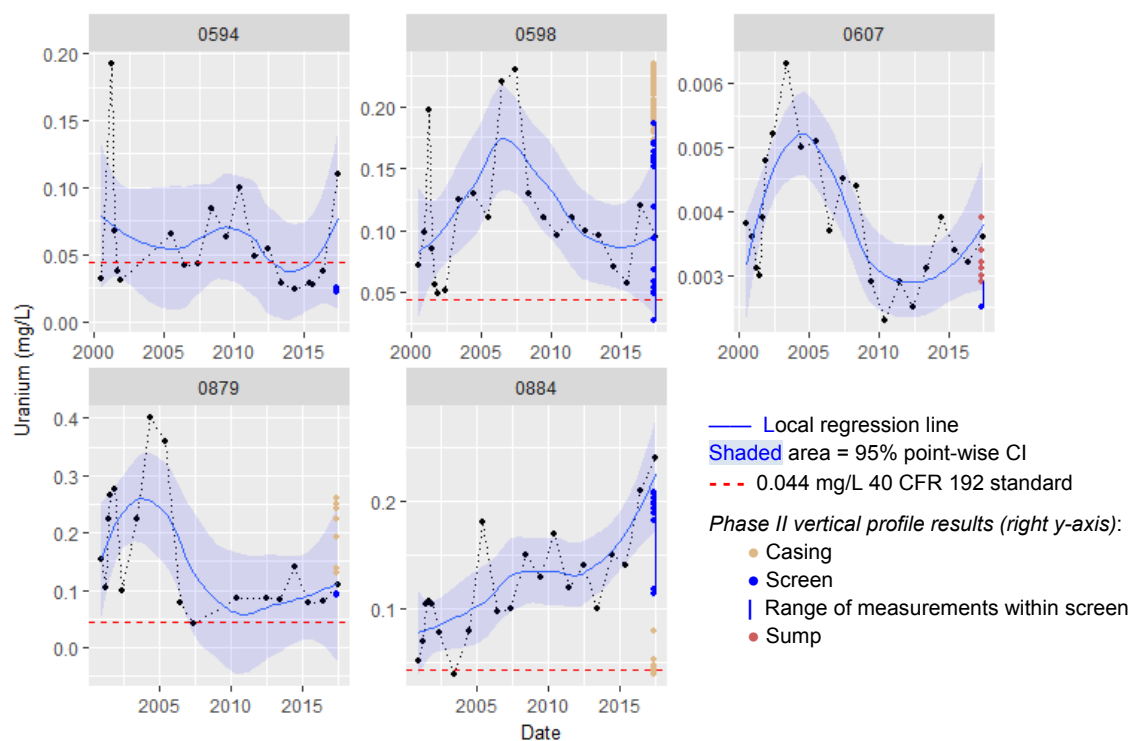 0594
0598
0607
0.20
0.15
0.10
0.05
0.00
0.20
0.15
0.10
0.05
0.006
0.005
0.004
0.003
2000 2005 2010 2015
2000 2005 2010 2015
2000 2005 2010 2015
Uranium (mg/L)
0879
0884
0.4
0.3
0.2
0.1
0.0
0.2
0.1
2005 2010 2015
2005 2010 2015
Date
Local regression line
Shaded area = 95% point-wise CI
0.044 mg/L 40 CFR 192 standard
Phase II vertical profile results (right y-axis):
Casing
Screen
Range of measurements within screen
Sump